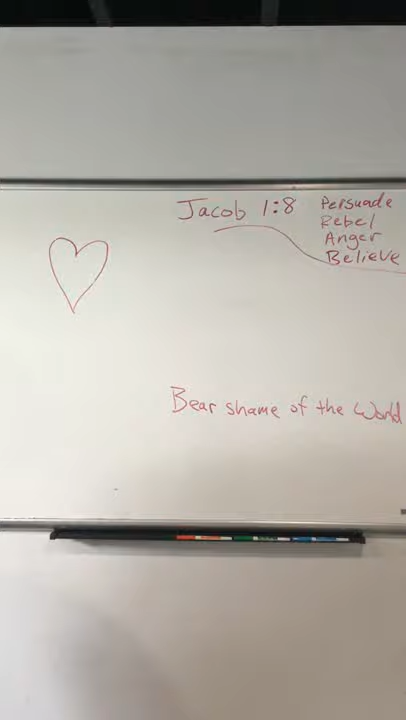 Jacob 1:8
Persuade
Rebel
Anger
Believe
Bear shame of the World